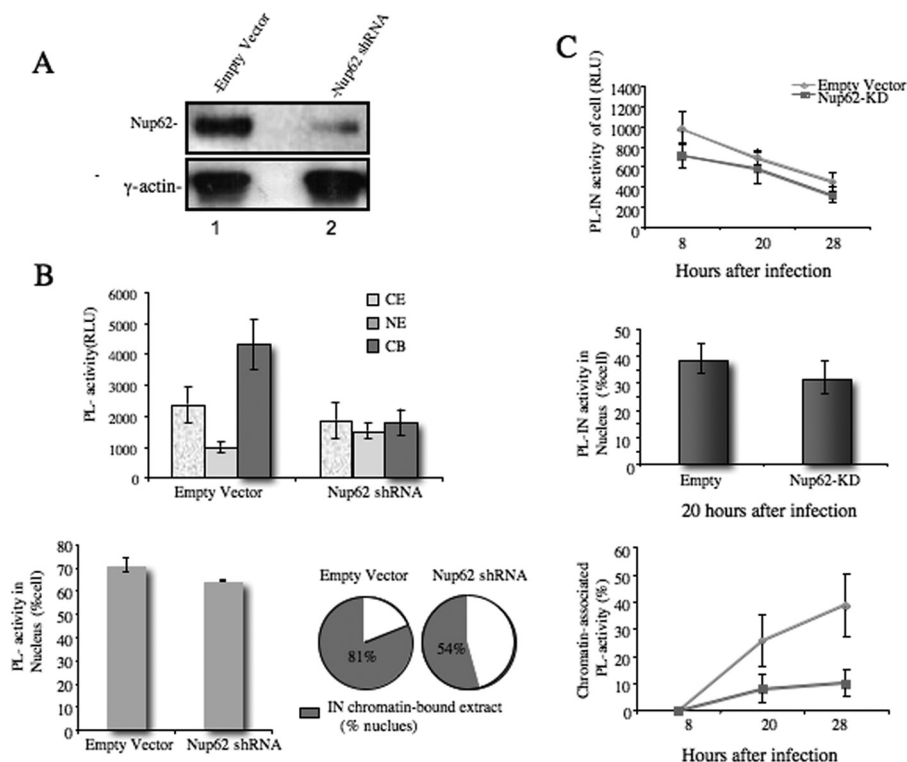 A
-Empty Vector
-Nup62 shRNA
Nup62-
γ-actin-
1 2
B
PL- activity(RLU)
6000
5000
4000
3000
2000
1000
0
CE
NE
CB
Empty Vector Nup62 shRNA
PL- activity in
Nucleus (%cell)
80
70
60
50
40
30
20
10
0
Empty Vector Nup62 shRNA
Empty Vector Nup62 shRNA
81% 54%
IN chromatin-bound extract
(% nuclues)
C
PL-IN activity of cell (RLU)
1400
1200
1000
800
600
400
200
0
Empty Vector
Nup62-KD
8 20 28
Hours after infection
PL-IN activity in
Nucleus (%cell)
50
40
30
20
10
0
Empty Nup62-KD
20 hours after infection
Chromatin-associated
PL-activity (%)
60
50
40
30
20
10
0
8 20 28
Hours after infection